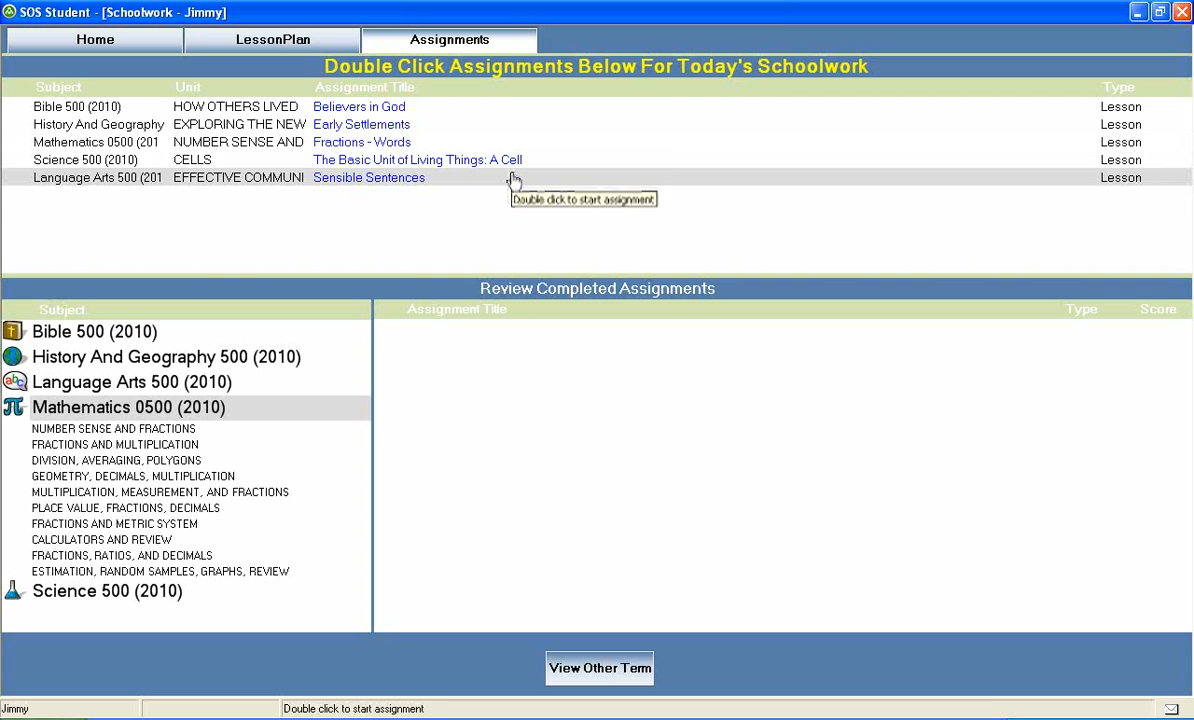 SOS Student - [Schoolwork - Jimmy]
Home LessonPlan Assignments
Double Click Assignments Below For Today's Schoolwork
Subject Unit Assignment Title Type
Bible 500 (2010) HOW OTHERS LIVED Believers in God Lesson
History And Geography EXPLORING THE NEW Early Settlements Lesson
Mathematics 0500 (201 NUMBER SENSE AND Fractions - Words Lesson
Science 500 (2010) CELLS The Basic Unit of Living Things: A Cell Lesson
Language Arts 500 (201 EFFECTIVE COMMUNI Sensible Sentences Lesson
Double click to start assignment
Review Completed Assignments
Subject Assignment Title Type Score
Bible 500 (2010)
History And Geography 500 (2010)
abc Language Arts 500 (2010)
Mathematics 0500 (2010)
NUMBER SENSE AND FRACTIONS
FRACTIONS AND MULTIPLICATION
DIVISION, AVERAGING, POLYGONS
GEOMETRY, DECIMALS, MULTIPLICATION
MULTIPLICATION, MEASUREMENT, AND FRACTIONS
PLACE VALUE, FRACTIONS, DECIMALS
FRACTIONS AND METRIC SYSTEM
CALCULATORS AND REVIEW
FRACTIONS, RATIOS, AND DECIMALS
ESTIMATION, RANDOM SAMPLES, GRAPHS, REVIEW
Science 500 (2010)
View Other Term
Jimmy Double click to start assignment